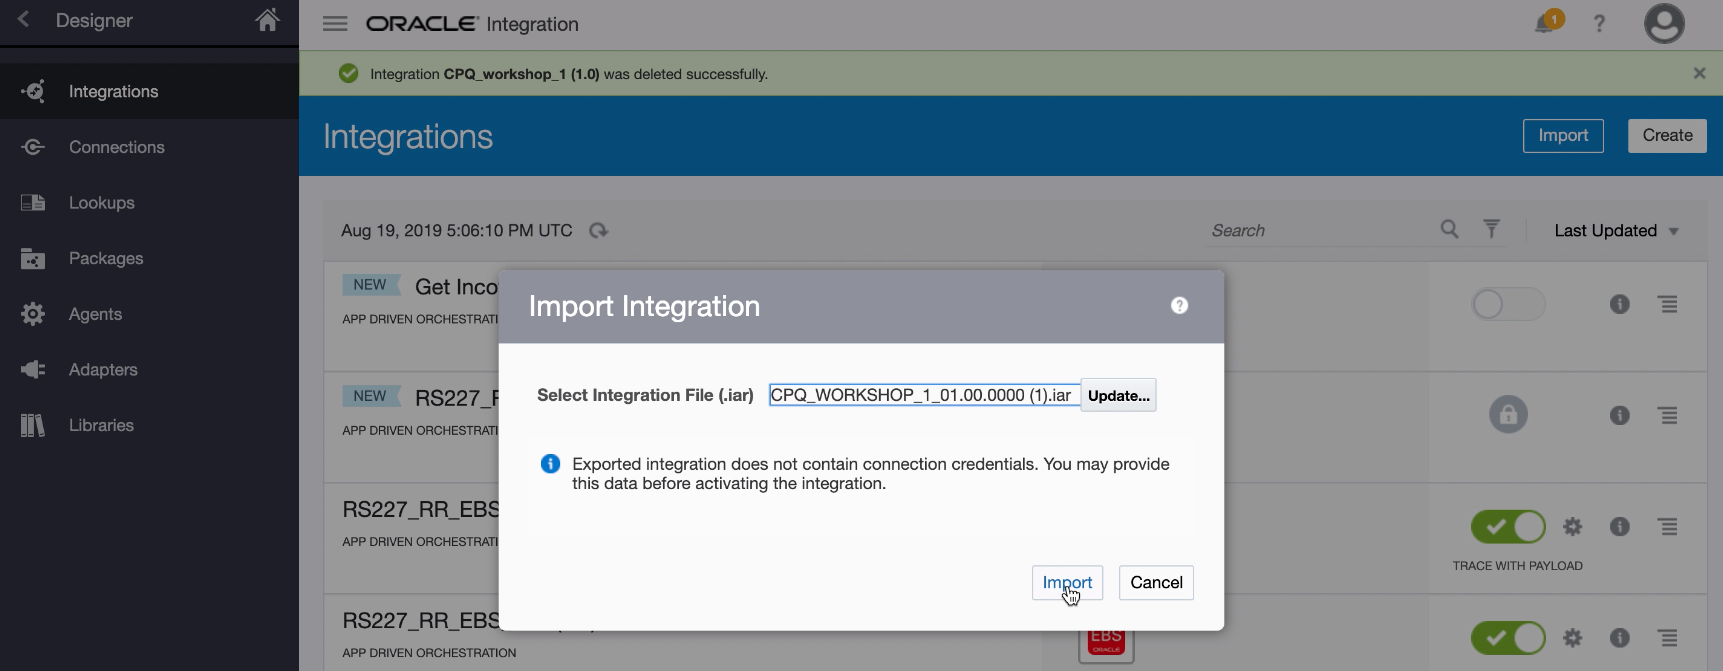 Designer
ORACLE Integration
1
?
Integration CPQ_workshop_1 (1.0) was deleted successfully.
Integrations
Connections
Lookups
Packages
Agents
Adapters
Libraries
Integrations
Import
Create
Aug 19, 2019 5:06:10 PM UTC
Search
Last Updated
NEW
Get Inco
APP DRIVEN ORCHESTRATI
NEW
RS227_
APP DRIVEN ORCHESTRATI
RS227_RR_EBS
APP DRIVEN ORCHESTRATI
TRACE WITH PAYLOAD
RS227_RR_EBS
APP DRIVEN ORCHESTRATION
EBS
ORACLE
Import Integration
?
Select Integration File (.iar)
CPQ_WORKSHOP_1_01.00.0000 (1).iar
Update...
Exported integration does not contain connection credentials. You may provide
this data before activating the integration.
Import
Cancel